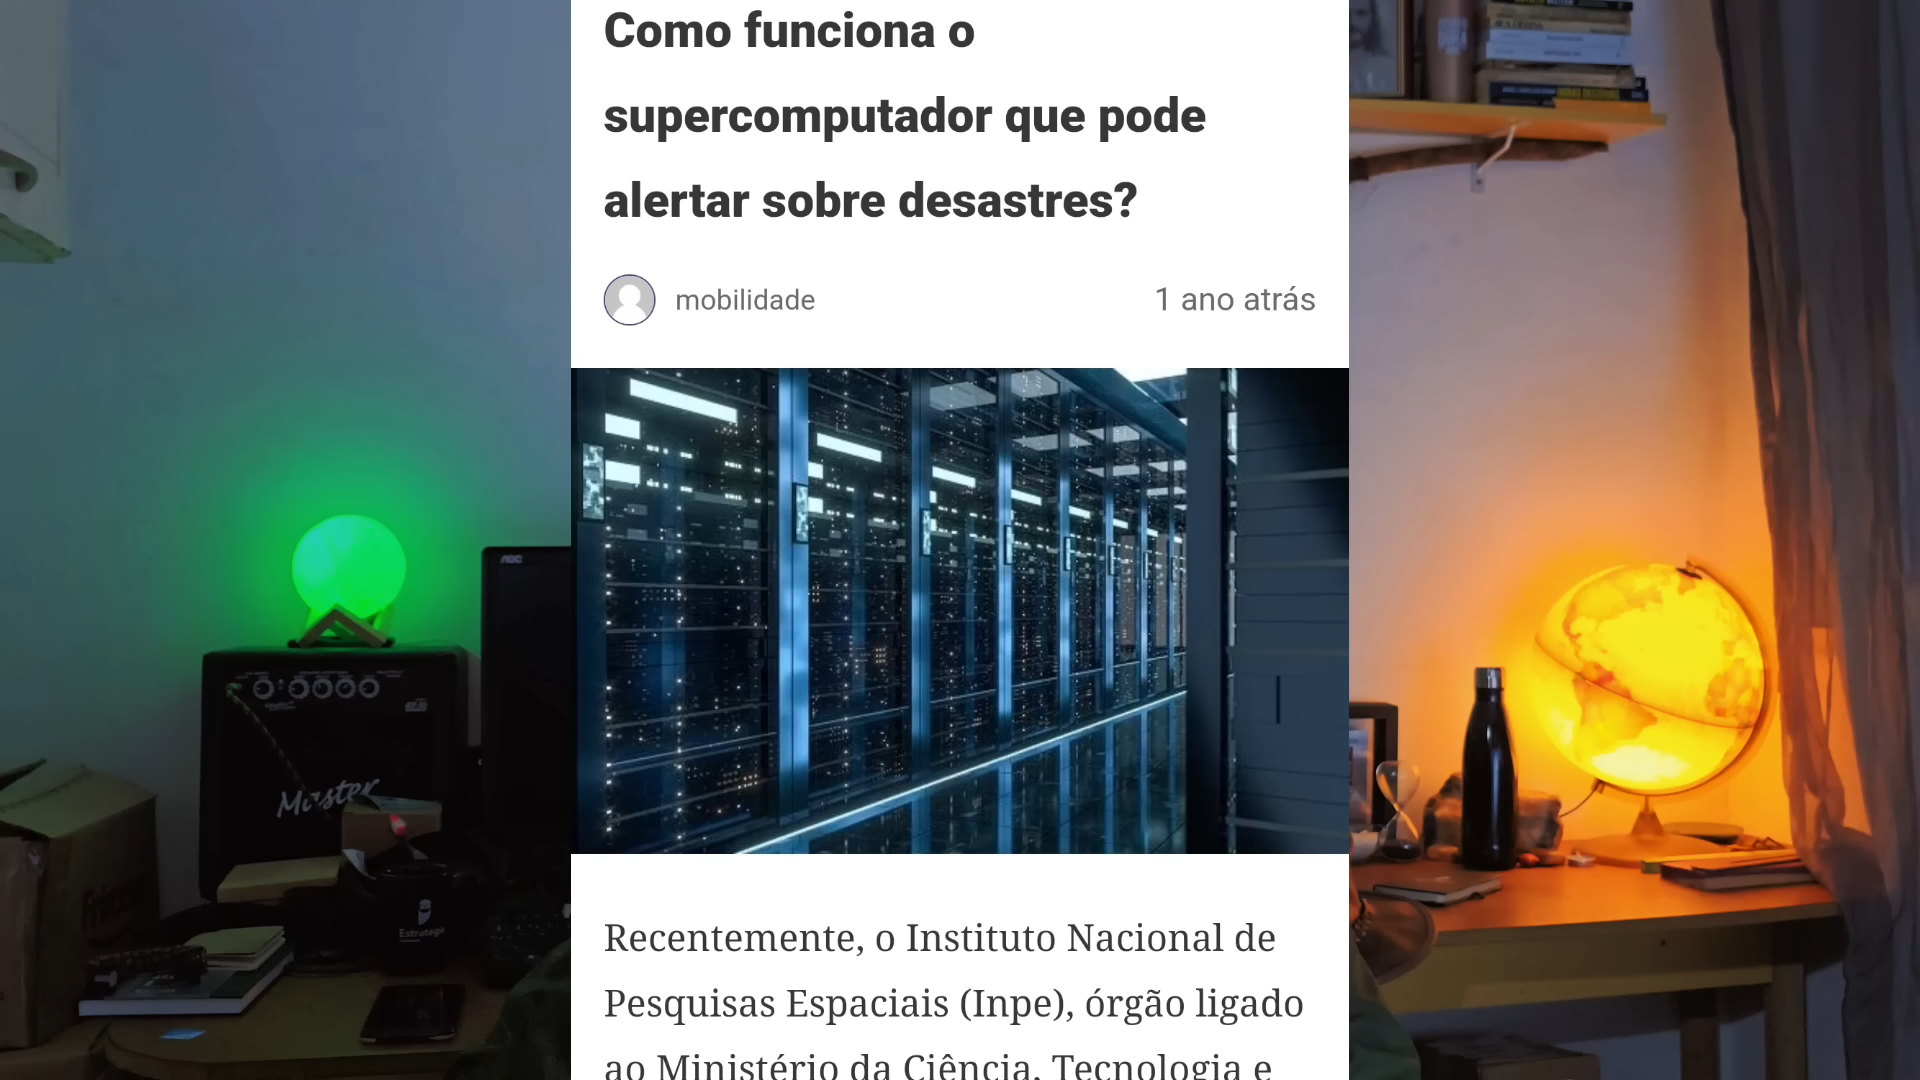 Como funciona o
supercomputador que pode
alertar sobre desastres?
mobilidade
1 ano atrás
Recentemente, o Instituto Nacional de
Pesquisas Espaciais (Inpe), órgão ligado
ao Ministério da Ciência, Tecnologia e
AOC
Master
Estratégia